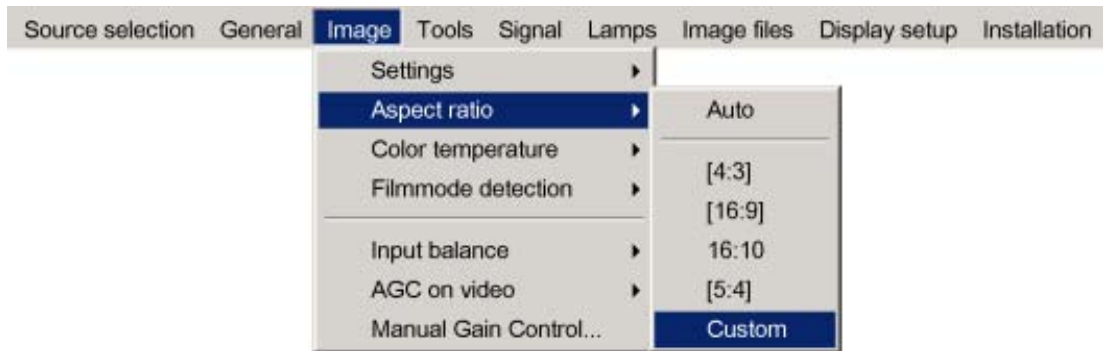 Source selection General Image Tools Signal Lamps Image files Display setup Installation
Settings
Aspect ratio
Color temperature
Filmmode detection
Input balance
AGC on video
Manual Gain Control...
Auto
[4:3]
[16:9]
16:10
[5:4]
Custom